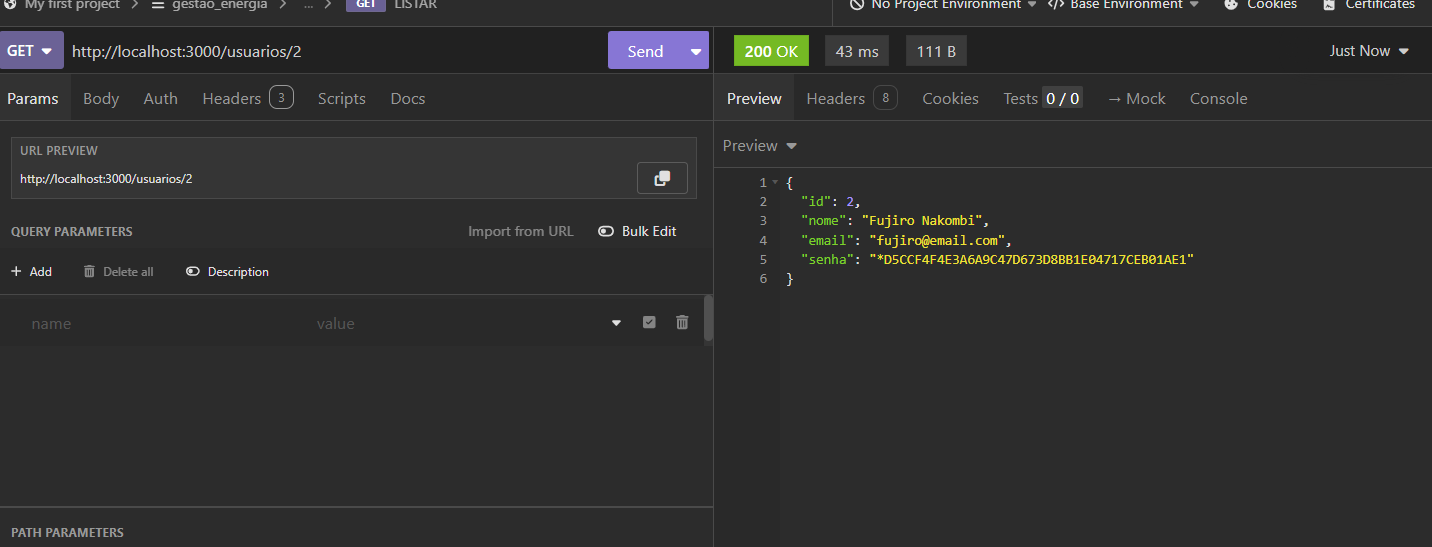 My first project > gestao_energia > ... > GET LISTAR
No Project Environment Base Environment Cookies Certificates
GET http://localhost:3000/usuarios/2 Send
200 OK 43 ms 111 B Just Now
Params Body Auth Headers 3 Scripts Docs
Preview Headers 8 Cookies Tests 0 / 0 → Mock Console
URL PREVIEW
http://localhost:3000/usuarios/2
QUERY PARAMETERS Import from URL Bulk Edit
+ Add Delete all Description
name value
PATH PARAMETERS
Preview
1 {
2 "id": 2,
3 "nome": "Fujiro Nakombi",
4 "email": "fujiro@email.com",
5 "senha": "*D5CCF4F4E3A6A9C47D673D8BB1E04717CEB01AE1"
6 }